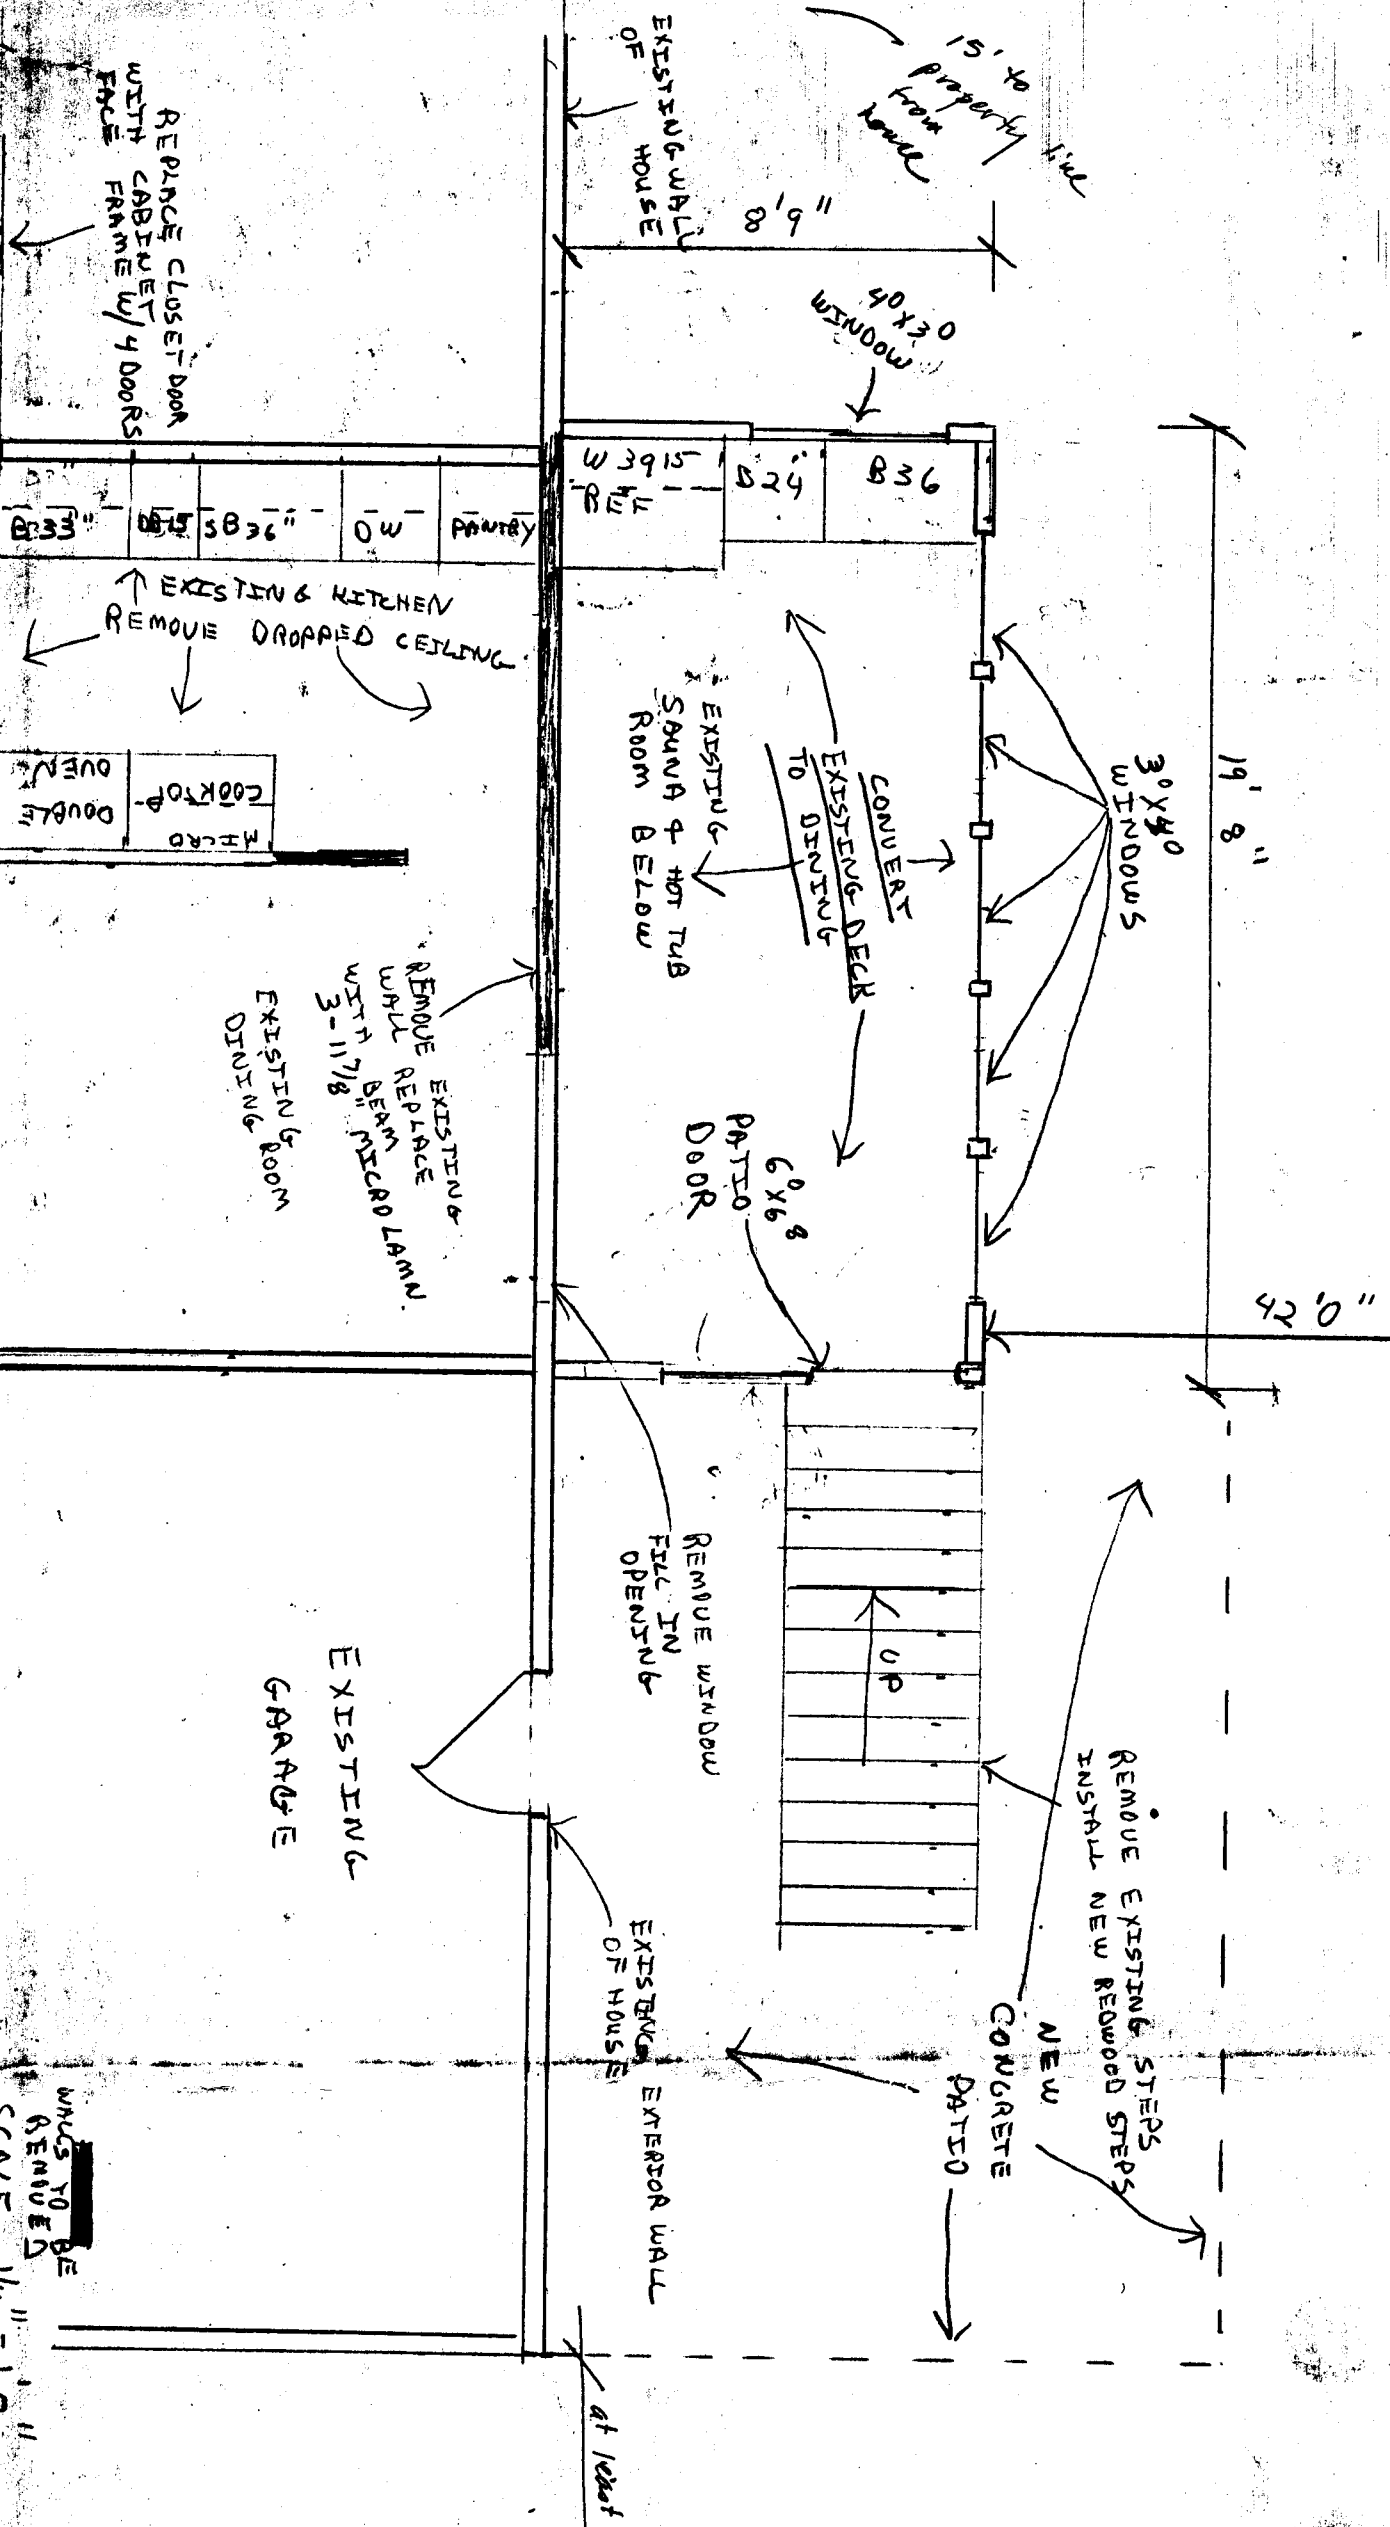 15' to
property line
from
house
42'0"
19' 8"
8'9"
EXISTING WALL
OF HOUSE
40X30
WINDOW
3⁰X4⁰
WINDOWS
W 3915
REF
B24"
B36
CONVERT
EXISTING DECK
TO DINING
EXISTING
SAUNA & HOT TUB
ROOM BELOW
6⁰X6⁸
PATIO
DOOR
UP
REMOVE EXISTING STEPS
INSTALL NEW REDWOOD STEPS
NEW
CONCRETE
PATIO
REMOVE WINDOW
FILL IN
OPENING
EXISTING EXTERIOR WALL
OF HOUSE
at least
REPLACE CLOSET DOOR
WITH CABINET
FACE FRAME W/4 DOORS
B33"
DB15
SB36"
DW
PANTRY
EXISTING KITCHEN
REMOVE DROPPED CEILING
DOUBLE
OVEN
MICRO
COOKTOP
REMOVE EXISTING
WALL REPLACE
WITH BEAM
3-11 7/8" MICROLAMN.
EXISTING
DINING ROOM
EXISTING
GARAGE
WALLS TO BE
REMOVED
SCALE